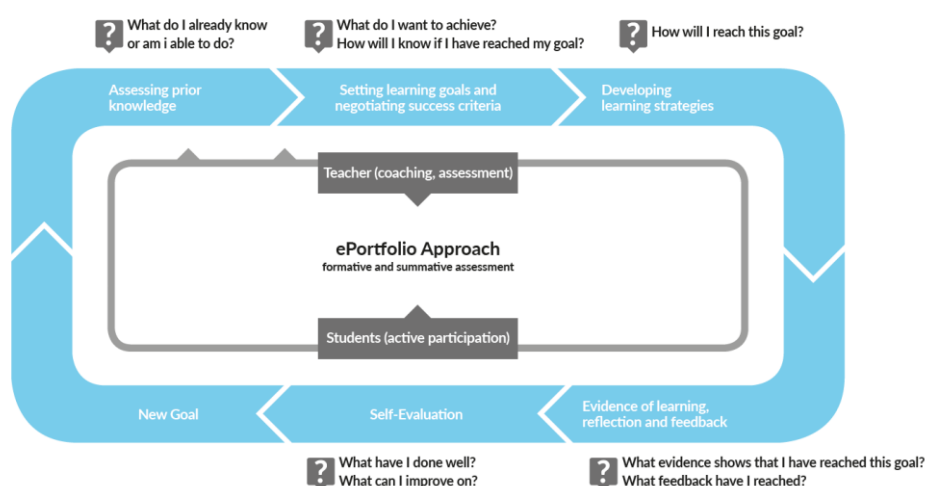 What do I already know
or am i able to do?
What do I want to achieve?
How will I know if I have reached my goal?
How will I reach this goal?
Assessing prior
knowledge
Setting learning goals and
negotiating success criteria
Developing
learning strategies
Teacher (coaching, assessment)
ePortfolio Approach
formative and summative assessment
Students (active participation)
New Goal
Self-Evaluation
Evidence of learning,
reflection and feedback
What have I done well?
What can I improve on?
What evidence shows that I have reached this goal?
What feedback have I reached?